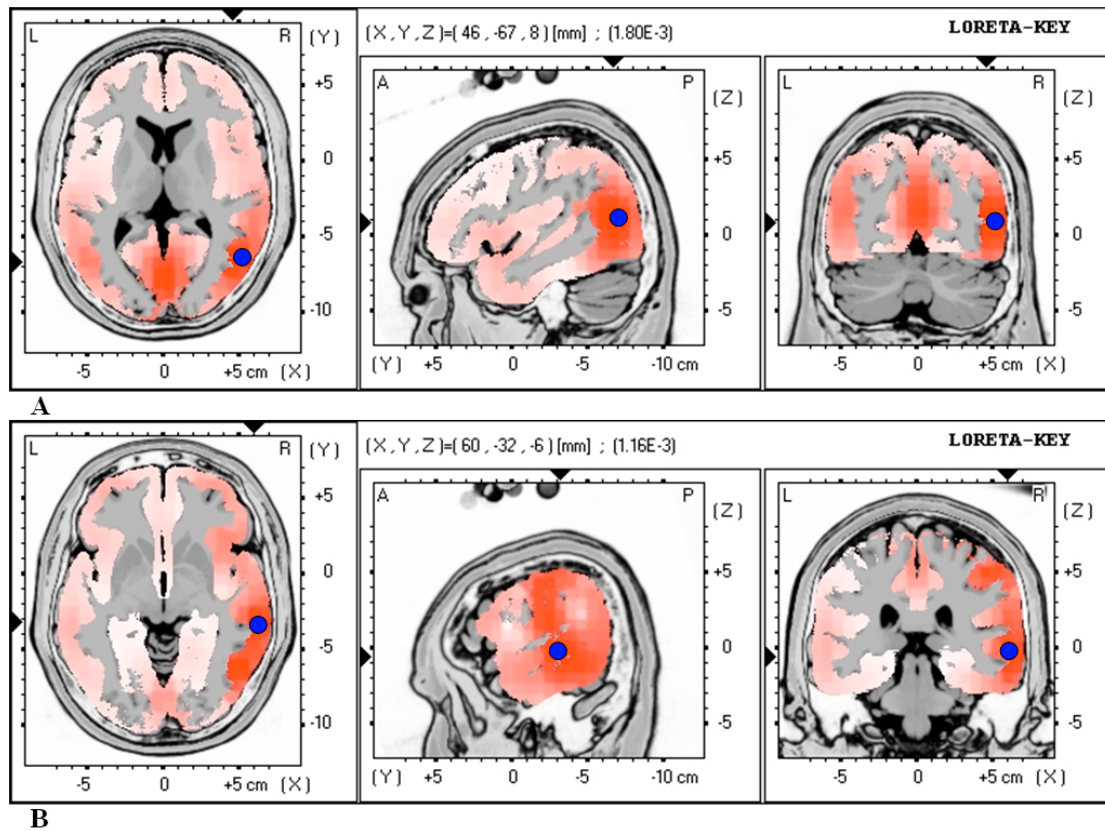 L R (Y) (X,Y,Z)=(46,-67,8)[mm] ; (1.80E-3) LORETA-KEY
A P (Z) L R (Z)
+5 +5 +5
0 0 0
-5 -5 -5
-10
-5 0 +5 cm (X) (Y) +5 0 -5 -10 cm -5 0 +5 cm (X)
A
L R (Y) (X,Y,Z)=(60,-32,-6)[mm] ; (1.16E-3) LORETA-KEY
A P (Z) L R (Z)
+5 +5 +5
0 0 0
-5 -5 -5
-10
-5 0 +5 cm (X) (Y) +5 0 -5 -10 cm -5 0 +5 cm (X)
B